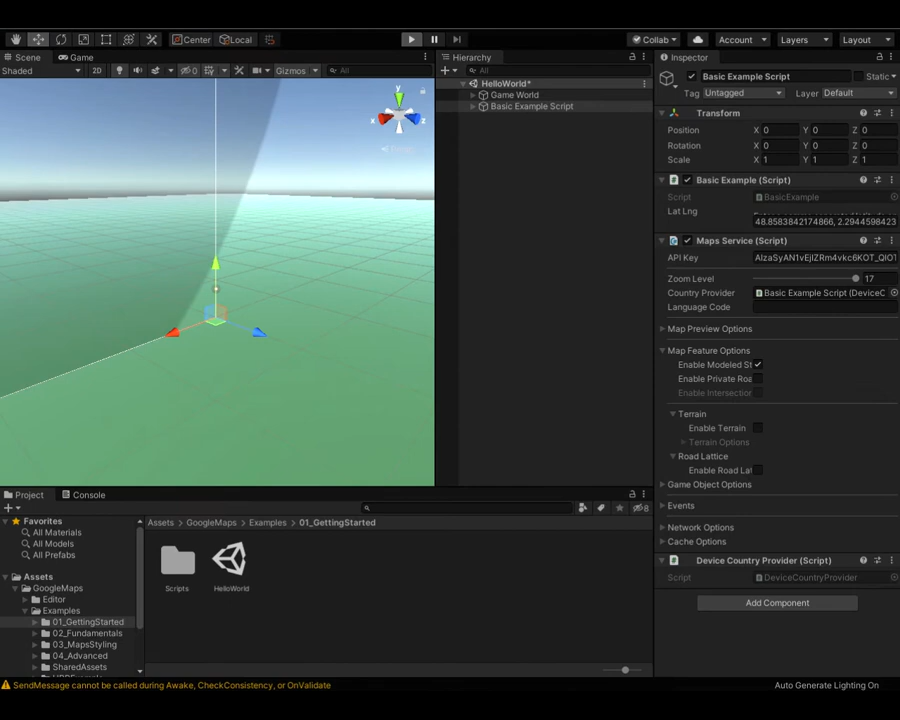 Center Local
Collab Account Layers Layout
Scene Game
Shaded 2D 0 Gizmos All
y
x z
Hierarchy
All
HelloWorld*
Game World
Basic Example Script
Inspector
Basic Example Script Static
Tag Untagged Layer Default
Transform
Position X 0 Y 0 Z 0
Rotation X 0 Y 0 Z 0
Scale X 1 Y 1 Z 1
Basic Example (Script)
Script BasicExample
Lat Lng
48.8583842174866, 2.2944598423
Maps Service (Script)
API Key
Zoom Level 17
Country Provider Basic Example Script (DeviceC
Language Code
Map Preview Options
Map Feature Options
Enable Modeled St
Enable Private Roa
Enable Intersection
Terrain
Enable Terrain
Terrain Options
Road Lattice
Enable Road Lat
Game Object Options
Events
Network Options
Cache Options
Device Country Provider (Script)
Script DeviceCountryProvider
Add Component
Project Console
8
Favorites
All Materials
All Models
All Prefabs
Assets
GoogleMaps
Editor
Examples
01_GettingStarted
02_Fundamentals
03_MapsStyling
04_Advanced
SharedAssets
Assets GoogleMaps Examples 01_GettingStarted
Scripts HelloWorld
SendMessage cannot be called during Awake, CheckConsistency, or OnValidate
Auto Generate Lighting On